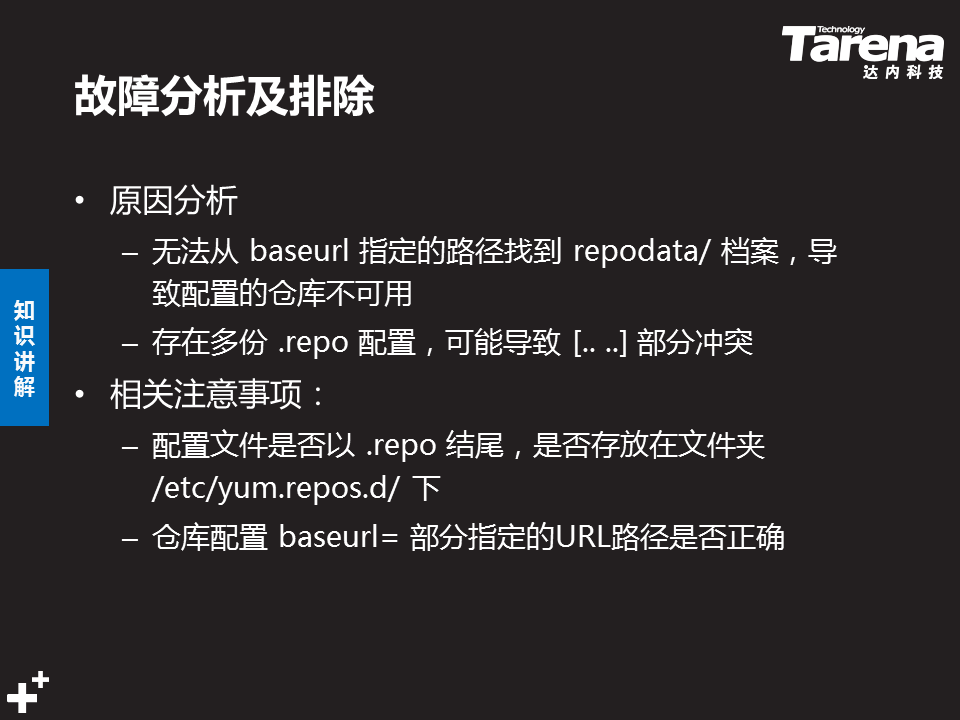 Technology
Tarena
达内科技
故障分析及排除
• 原因分析
– 无法从 baseurl 指定的路径找到 repodata/ 档案，导
致配置的仓库不可用
– 存在多份 .repo 配置，可能导致 [.. ..] 部分冲突
• 相关注意事项：
– 配置文件是否以 .repo 结尾，是否存放在文件夹
/etc/yum.repos.d/ 下
– 仓库配置 baseurl= 部分指定的URL路径是否正确
知
识
讲
解